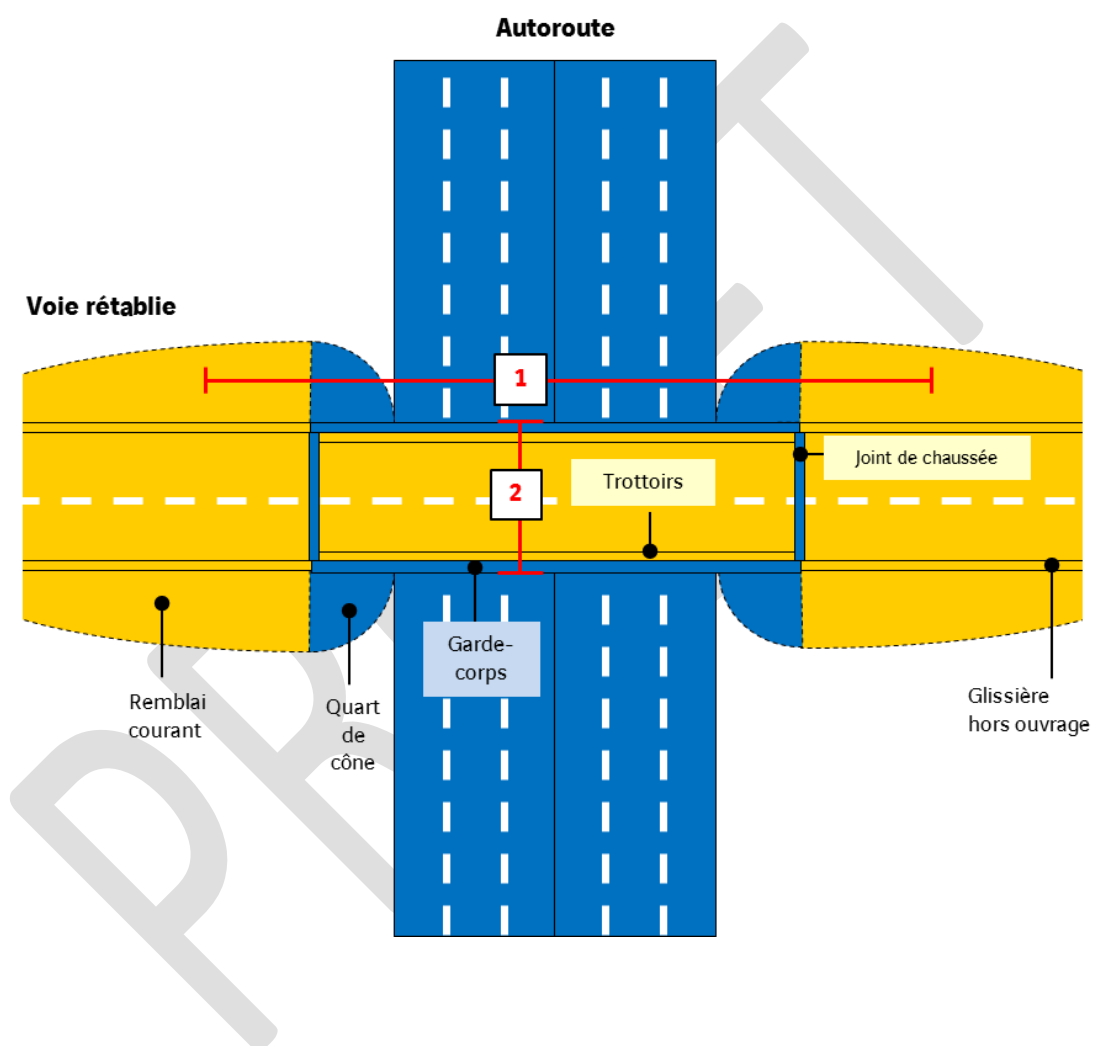 Autoroute
Voie rétablie
1
Joint de chaussée
Trottoirs
2
Garde-
corps
Remblai
courant
Quart
de
cône
Glissière
hors ouvrage
PROJET